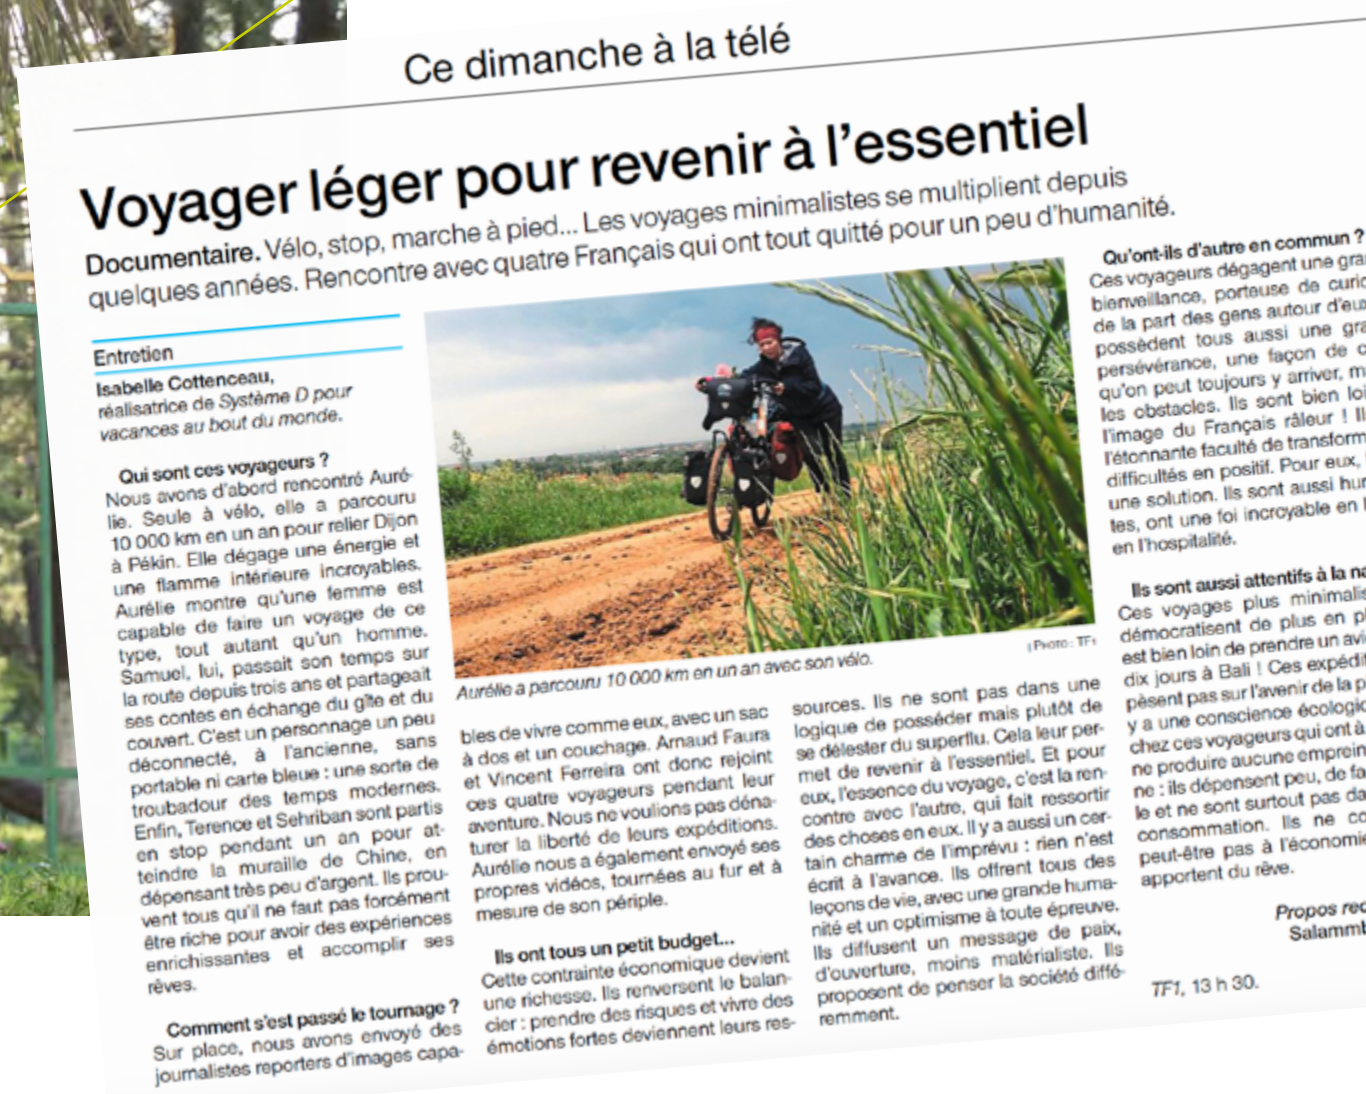 Ce dimanche à la télé
Voyager léger pour revenir à l'essentiel
Documentaire. Vélo, stop, marche à pied... Les voyages minimalistes se multiplient depuis
quelques années. Rencontre avec quatre Français qui ont tout quitté pour un peu d'humanité.
Entretien
Isabelle Cottenceau,
réalisatrice de Système D pour
vacances au bout du monde.
Qui sont ces voyageurs ?
Nous avons d'abord rencontré Auré-
lie. Seule à vélo, elle a parcouru
10 000 km en un an pour relier Dijon
à Pékin. Elle dégage une énergie et
une flamme intérieure incroyables.
Aurélie montre qu'une femme est
capable de faire un voyage de ce
type, tout autant qu'un homme.
Samuel, lui, passait son temps sur
la route depuis trois ans et partageait
ses contes en échange du gîte et du
couvert. C'est un personnage un peu
déconnecté, à l'ancienne, sans
portable ni carte bleue : une sorte de
troubadour des temps modernes.
Enfin, Terence et Sehriban sont partis
en stop pendant un an pour at-
teindre la muraille de Chine, en
dépensant très peu d'argent. Ils prou-
vent tous qu'il ne faut pas forcément
être riche pour avoir des expériences
enrichissantes et accomplir ses
rêves.
Comment s'est passé le tournage ?
Sur place, nous avons envoyé des
journalistes reporters d'images capa-
| PHOTO : TF1
Aurélie a parcouru 10 000 km en un an avec son vélo.
bles de vivre comme eux, avec un sac
à dos et un couchage. Arnaud Faura
et Vincent Ferreira ont donc rejoint
ces quatre voyageurs pendant leur
aventure. Nous ne voulions pas déna-
turer la liberté de leurs expéditions.
Aurélie nous a également envoyé ses
propres vidéos, tournées au fur et à
mesure de son périple.
Ils ont tous un petit budget...
Cette contrainte économique devient
une richesse. Ils renversent le balan-
cier : prendre des risques et vivre des
émotions fortes deviennent leurs res-
sources. Ils ne sont pas dans une
logique de posséder mais plutôt de
se délester du superflu. Cela leur per-
met de revenir à l'essentiel. Et pour
eux, l'essence du voyage, c'est la ren-
contre avec l'autre, qui fait ressortir
des choses en eux. Il y a aussi un cer-
tain charme de l'imprévu : rien n'est
écrit à l'avance. Ils offrent tous des
leçons de vie, avec une grande huma-
nité et un optimisme à toute épreuve.
Ils diffusent un message de paix,
d'ouverture, moins matérialiste. Ils
proposent de penser la société diffé-
remment.
Qu'ont-ils d'autre en commun ?
Ces voyageurs dégagent une
bienveillance, porteuse de
de la part des gens autour d'eux
possèdent tous aussi une
persévérance, une façon de
qu'on peut toujours y arriver,
les obstacles. Ils sont bien
l'image du Français râleur !
l'étonnante faculté de
difficultés en positif. Pour eux,
une solution. Ils sont aussi
tes, ont une foi incroyable en
en l'hospitalité.
Ils sont aussi attentifs à la
Ces voyages plus
démocratisent de plus en
est bien loin de prendre un
dix jours à Bali ! Ces
pèsent pas sur l'avenir de la
y a une conscience
chez ces voyageurs qui ont à
ne produire aucune
ne : ils dépensent peu, de
le et ne sont surtout pas
consommation. Ils ne
peut-être pas à
apportent du rêve.
Propos
TF1, 13 h 30.